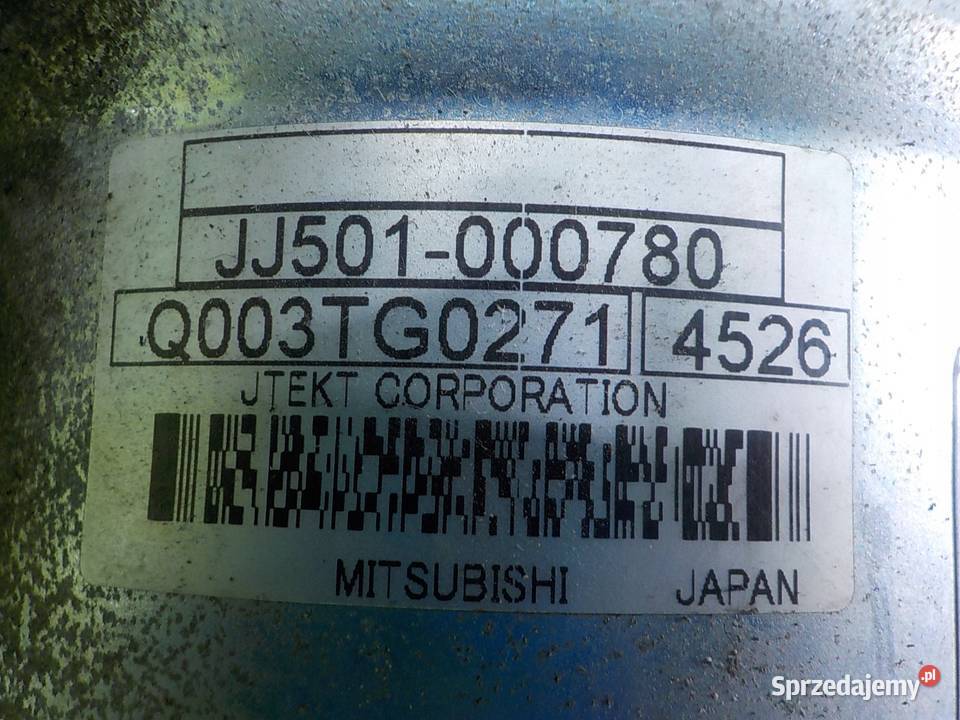 JJ501-000780
Q003TG0271 4526
JTEKT CORPORATION
MITSUBISHI JAPAN
Sprzedajemy.pl